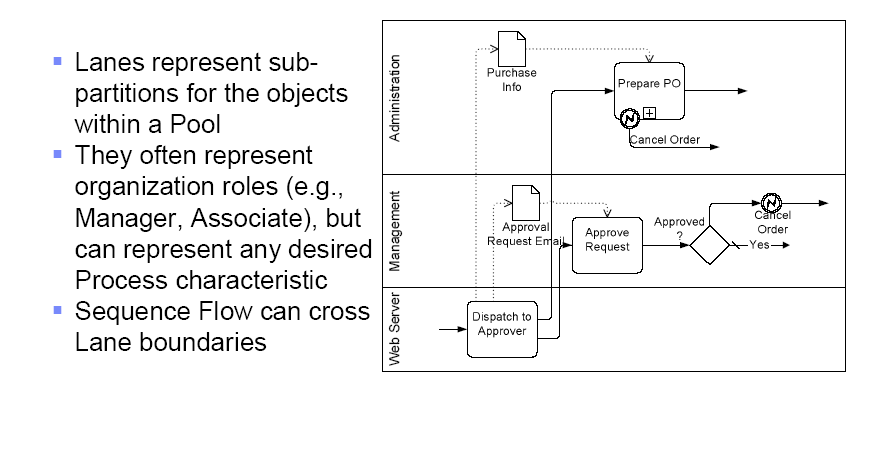 Lanes represent sub-
partitions for the objects
within a Pool
They often represent
organization roles (e.g.,
Manager, Associate), but
can represent any desired
Process characteristic
Sequence Flow can cross
Lane boundaries
Administration
Purchase
Info
Prepare PO
Cancel Order
Management
Approval
Request Email
Approve
Request
Approved
?
Cancel
Order
Yes
Web Server
Dispatch to
Approver